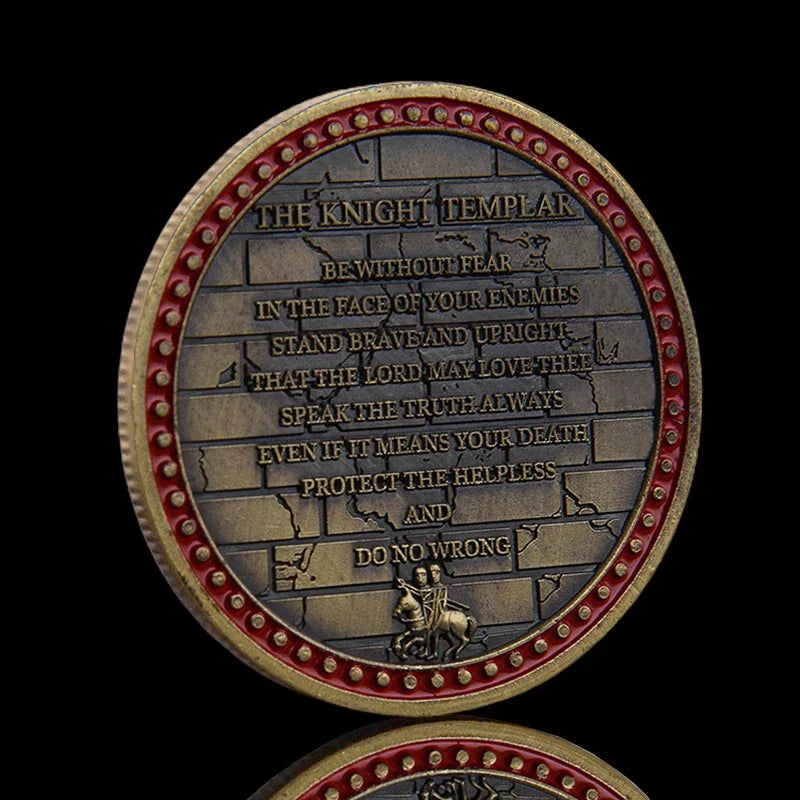 THE KNIGHT TEMPLAR
BE WITHOUT FEAR
IN THE FACE OF YOUR ENEMIES
STAND BRAVE AND UPRIGHT
THAT THE LORD MAY LOVE THEE
SPEAK THE TRUTH ALWAYS
EVEN IF IT MEANS YOUR DEATH
PROTECT THE HELPLESS
AND
DO NO WRONG